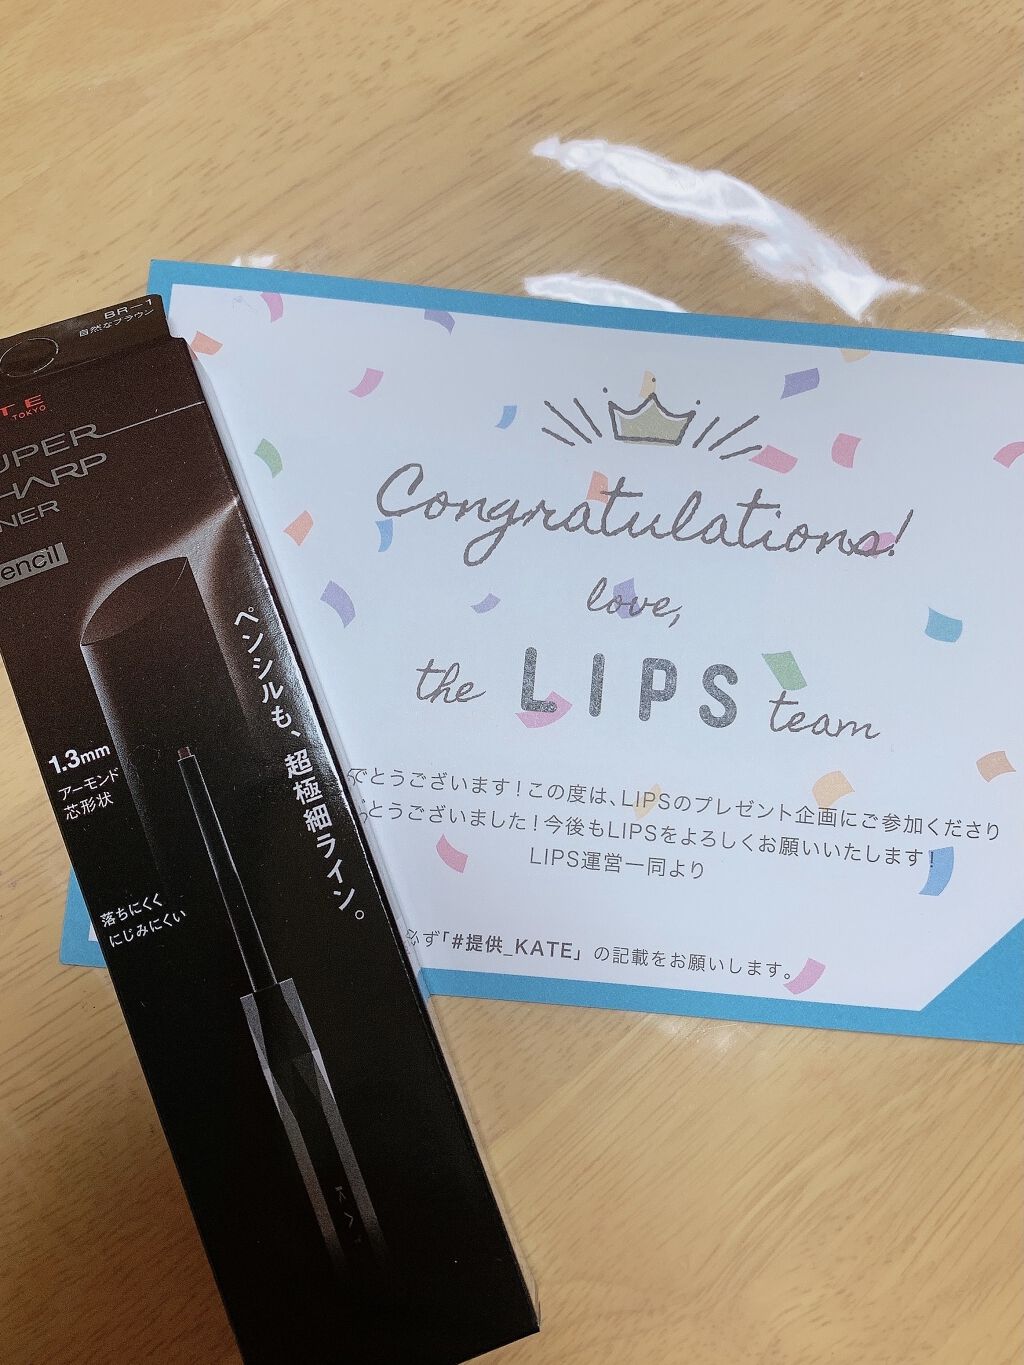 BR-1
自然なブラウン
TE
TOKYO
UPER
HARP
NER
encil
ペンシルも、超極細ライン。
1.3mm
アーモンド
芯形状
落ちにくく
にじみにくい
Congratulations!
love,
the LIPS team
でとうございます！この度は、LIPSのプレゼント企画にご参加くださり
とうございました！今後もLIPSをよろしくお願いいたします！
LIPS運営一同より
必ず「#提供_KATE」の記載をお願いします。